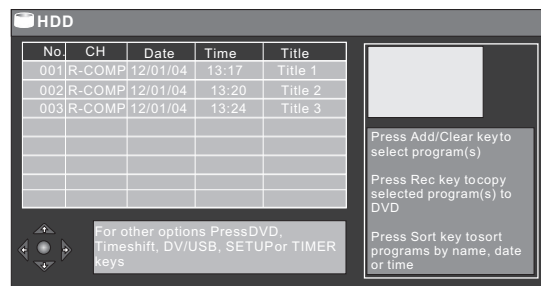 HDD
No. CH Date Time Title
001 R-COMP 12/01/04 13:17 Title 1
002 R-COMP 12/01/04 13:20 Title 2
003 R-COMP 12/01/04 13:24 Title 3
Press Add/Clear keyto
select program(s)
Press Rec key tocopy
selected program(s) to
DVD
Press Sort key tosort
programs by name, date
or time
For other options PressDVD,
Timeshift, DV/USB, SETUPor TIMER
keys